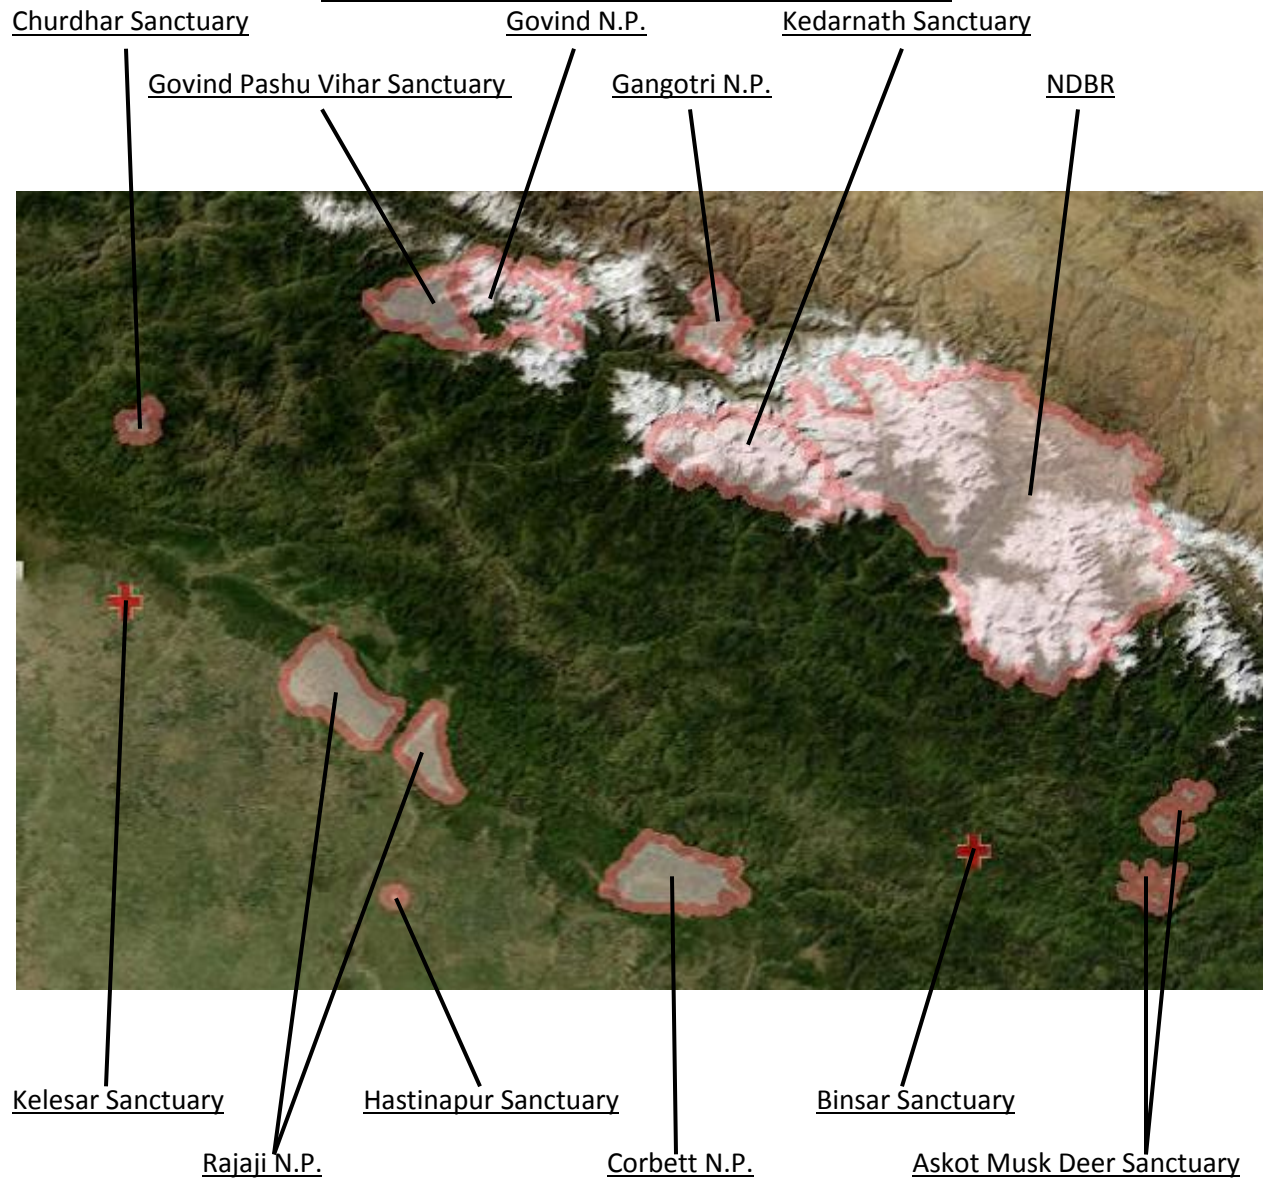 Churdhar Sanctuary
Govind N.P.
Kedarnath Sanctuary
Govind Pashu Vihar Sanctuary
Gangotri N.P.
NDBR
Kelesar Sanctuary
Hastinapur Sanctuary
Binsar Sanctuary
Rajaji N.P.
Corbett N.P.
Askot Musk Deer Sanctuary